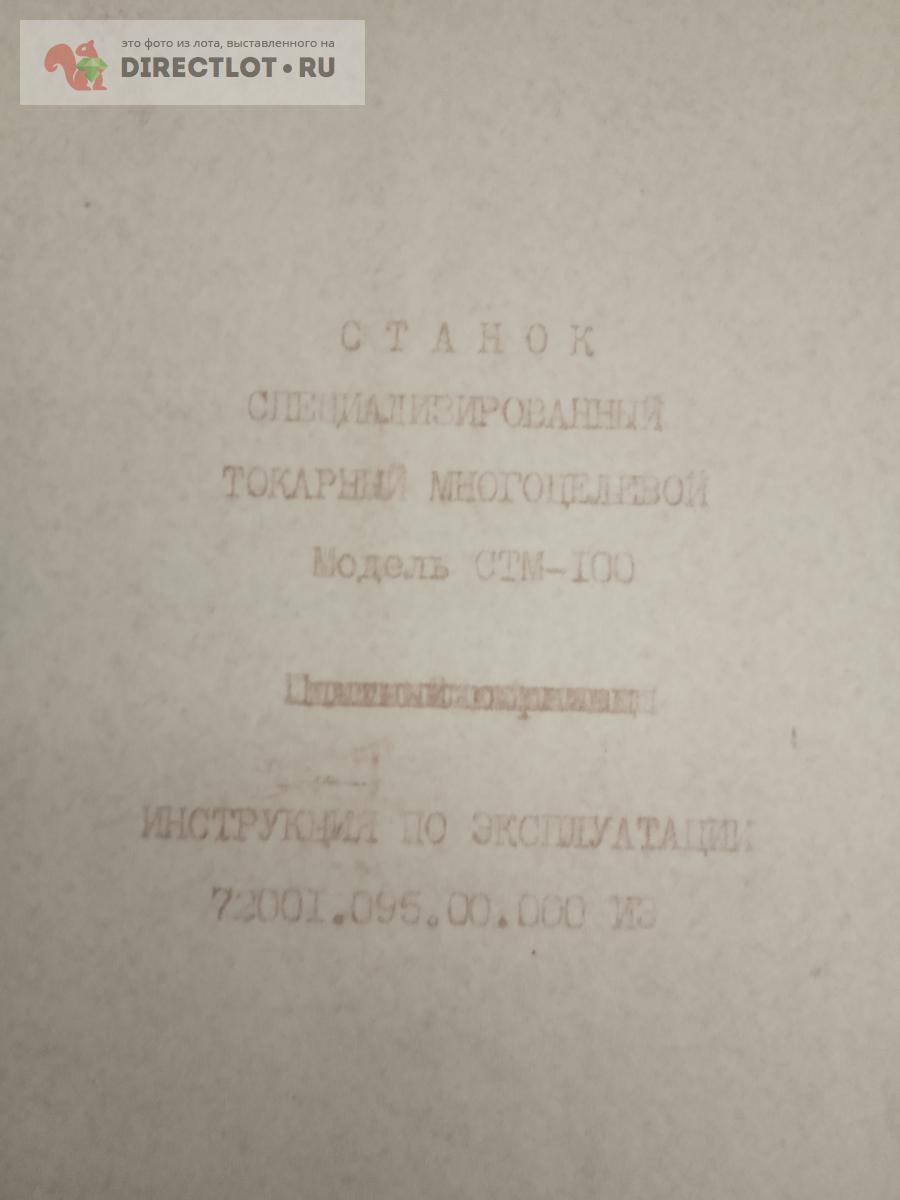 это фото из лота, выставленного на
DIRECTLOT•RU
СТАНОК
СПЕЦИАЛИЗИРОВАННЫЙ
ТОКАРНЫЙ МНОГОЦЕЛЕВОЙ
Модель СТМ-100
ИНСТРУКЦИЯ ПО ЭКСПЛУАТАЦИИ
72001.095.00.000 ИЭ